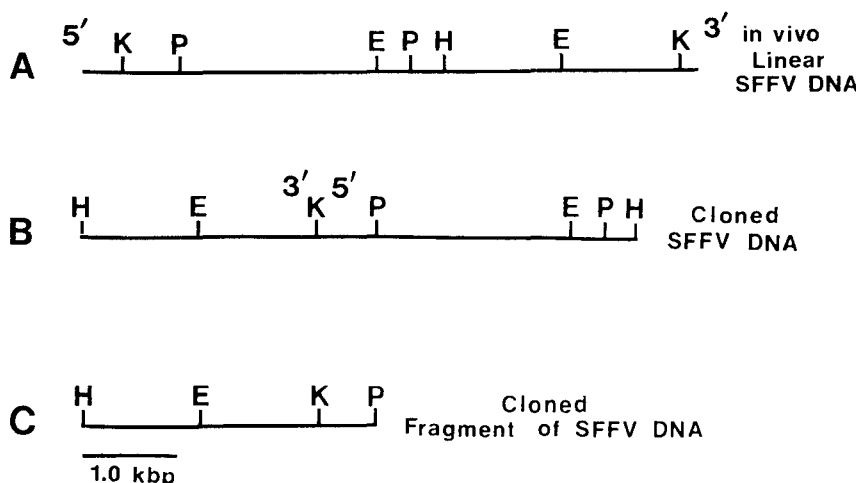 5′ K P E P H E K 3′ in vivo
A Linear
SFFV DNA
H E 3′ K 5′ P E P H Cloned
B SFFV DNA
H E K P Cloned
C Fragment of SFFV DNA
1.0 kbp